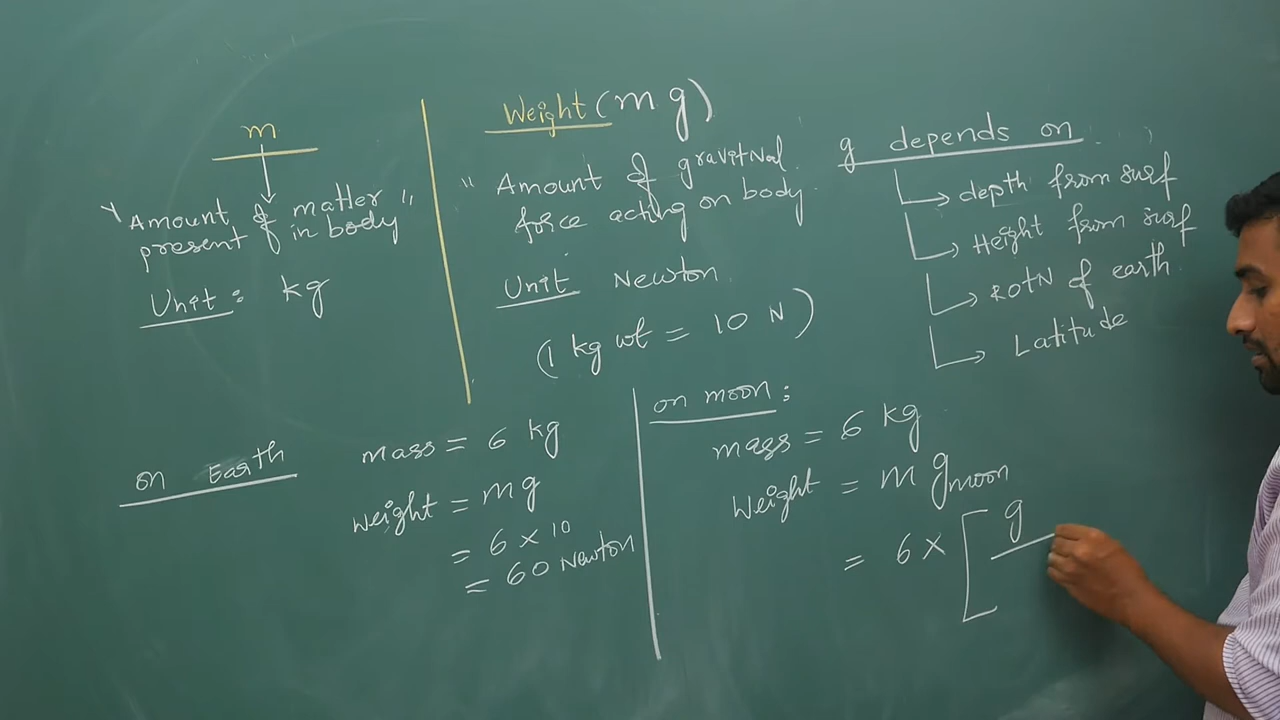 m
"Amount of matter"
present in body
Unit: kg
Weight (mg)
"Amount of gravitNal
force acting on body
Unit Newton
(1 kg wt = 10 N)
g depends on
depth from surf
Height from surf
ROTN of earth
Latitude
on Earth
mass = 6 kg
weight = mg
= 6 × 10
= 60 Newton
on moon:
mass = 6 kg
Weight = m gmoon
= 6 × [ g